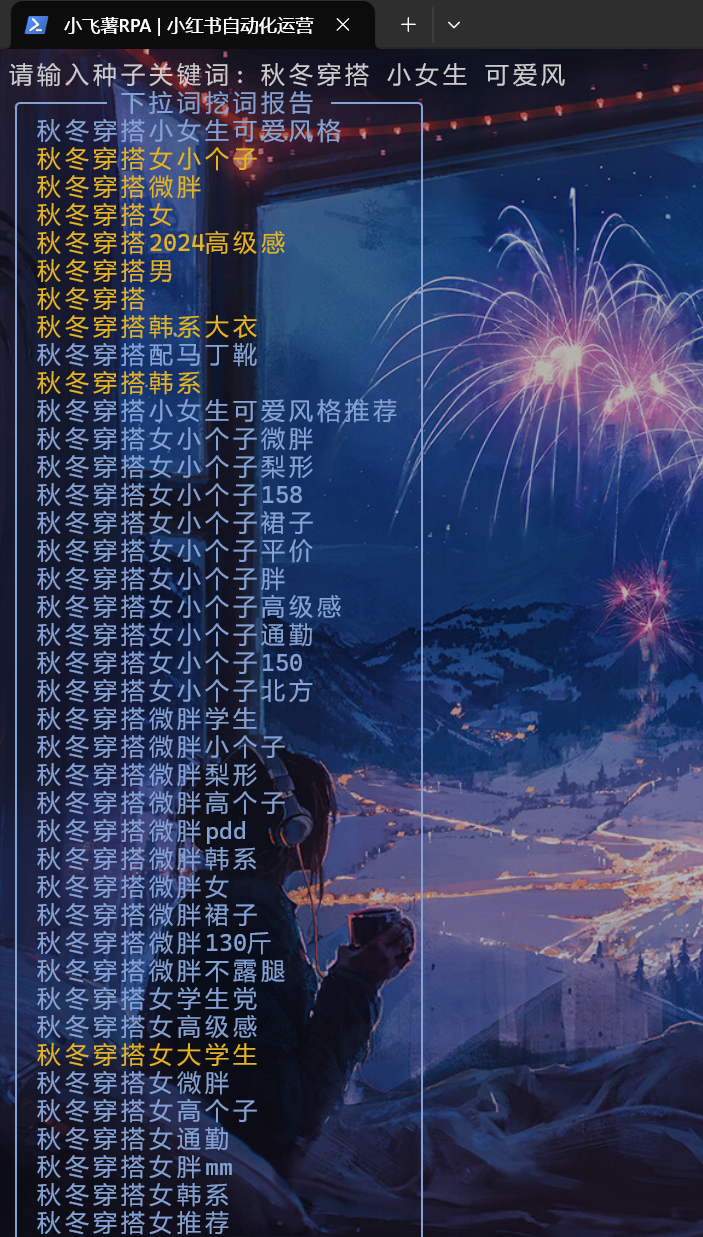 小飞薯RPA | 小红书自动化运营
请输入种子关键词: 秋冬穿搭 小女生 可爱风
下拉词挖词报告
秋冬穿搭小女生可爱风格
秋冬穿搭女小个子
秋冬穿搭微胖
秋冬穿搭女
秋冬穿搭2024高级感
秋冬穿搭男
秋冬穿搭
秋冬穿搭韩系大衣
秋冬穿搭配马丁靴
秋冬穿搭韩系
秋冬穿搭小女生可爱风格推荐
秋冬穿搭女小个子微胖
秋冬穿搭女小个子梨形
秋冬穿搭女小个子158
秋冬穿搭女小个子裙子
秋冬穿搭女小个子平价
秋冬穿搭女小个子胖
秋冬穿搭女小个子高级感
秋冬穿搭女小个子通勤
秋冬穿搭女小个子150
秋冬穿搭女小个子北方
秋冬穿搭微胖学生
秋冬穿搭微胖小个子
秋冬穿搭微胖梨形
秋冬穿搭微胖高个子
秋冬穿搭微胖pdd
秋冬穿搭微胖韩系
秋冬穿搭微胖女
秋冬穿搭微胖裙子
秋冬穿搭微胖130斤
秋冬穿搭微胖不露腿
秋冬穿搭女学生党
秋冬穿搭女高级感
秋冬穿搭女大学生
秋冬穿搭女微胖
秋冬穿搭女高个子
秋冬穿搭女通勤
秋冬穿搭女胖mm
秋冬穿搭女韩系
秋冬穿搭女推荐